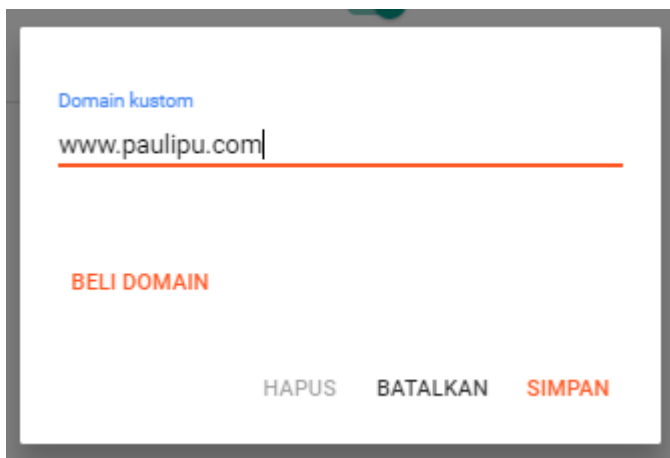 Domain kustom
www.paulipu.com
BELI DOMAIN
HAPUS BATALKAN SIMPAN